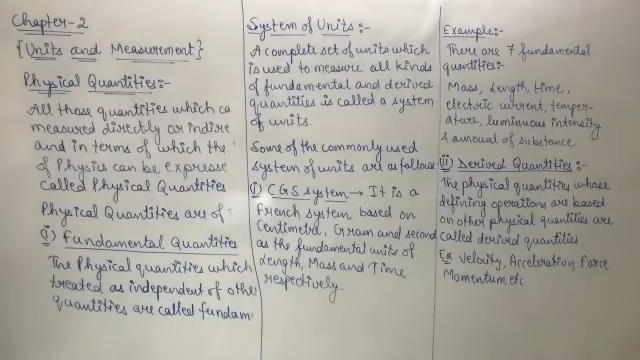 Chapter-2
{Units and Measurement}
Physical Quantities:-
All those quantities which ca
measured directly or indire
and in terms of which the
of Physics can be expresse
called Physical Quantities
Physical Quantities are of
(i) Fundamental Quantities
The Physical quantities which
treated as independent of othe
quantities are called fundam
System of Units:-
A complete set of units which
is used to measure all kinds
of fundamental and derived
quantities is called a system
of units.
Some of the commonly used
system of units are as follows:
(i) CGS system → It is a
French system based on
Centimetre, Gram and second
as the fundamental units of
Length, Mass and Time
respectively.
Example:-
There are 7 fundamental
quantities:-
Mass, Length, time,
electric current, temper-
ature, luminous intensity
& amount of substance
(ii) Derived Quantities:-
The physical quantities whose
defining operations are based
on other physical quantities are
called derived quantities
Ex Velocity, Acceleration, Force
Momentum, etc